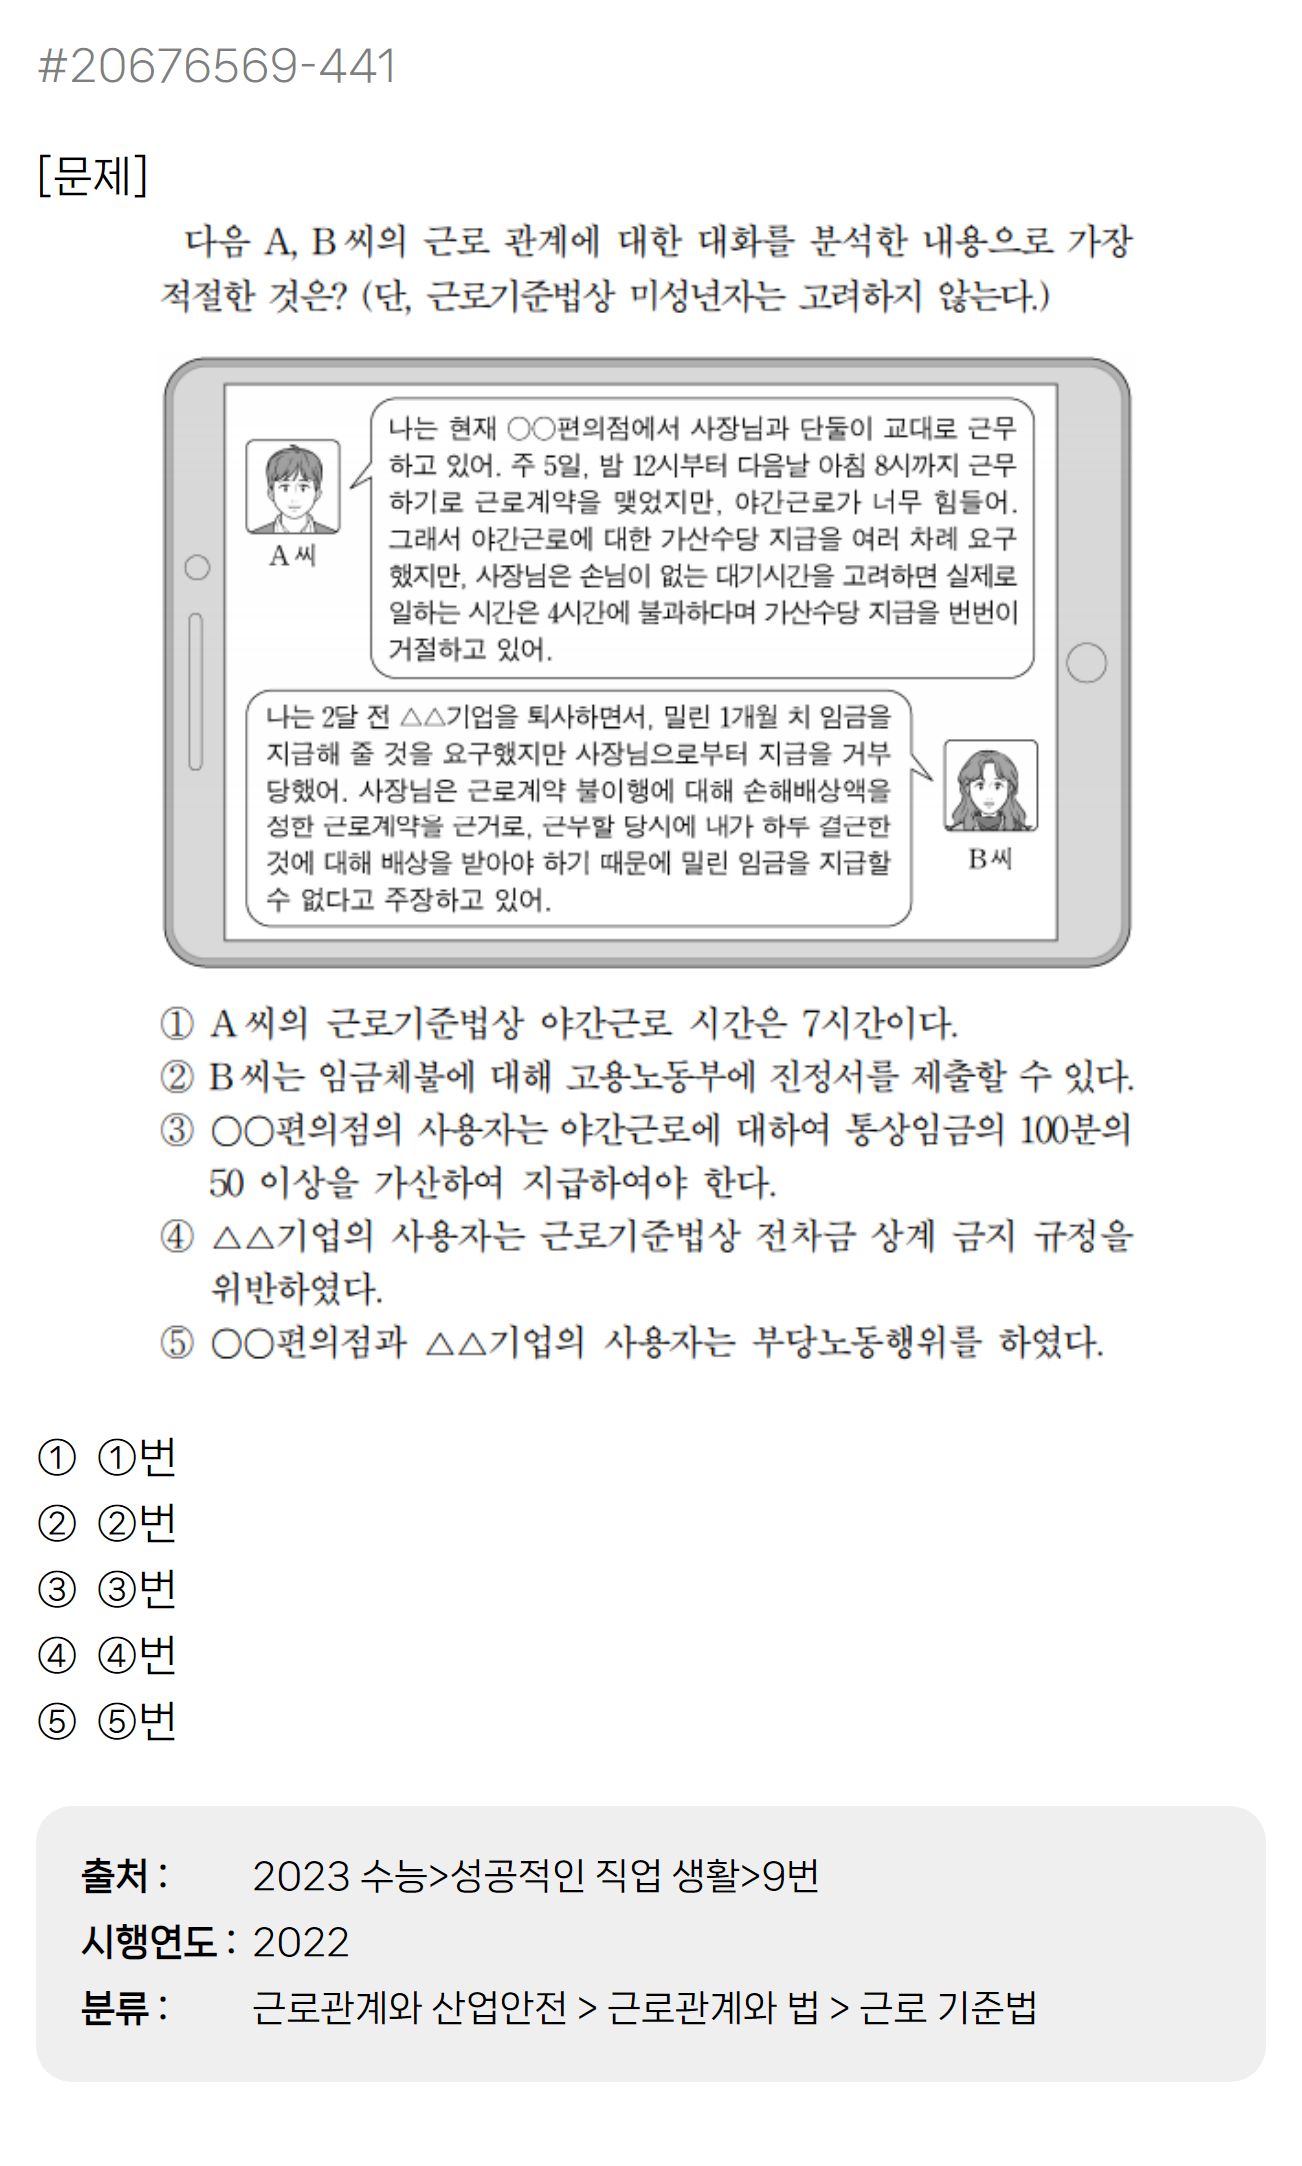 #20676569-441
[문제]
다음 A, B씨의 근로 관계에 대한 대화를 분석한 내용으로 가장
적절한 것은? (단, 근로기준법상 미성년자는 고려하지 않는다.)
나는 현재 ○○편의점에서 사장님과 단둘이 교대로 근무
하고 있어. 주 5일, 밤 12시부터 다음날 아침 8시까지 근무
하기로 근로계약을 맺었지만, 야간근로가 너무 힘들어.
그래서 야간근로에 대한 가산수당 지급을 여러 차례 요구
했지만, 사장님은 손님이 없는 대기시간을 고려하면 실제로
일하는 시간은 4시간에 불과하다며 가산수당 지급을 번번이
거절하고 있어.
A씨
나는 2달 전 △△기업을 퇴사하면서, 밀린 1개월 치 임금을
지급해 줄 것을 요구했지만 사장님으로부터 지급을 거부
당했어. 사장님은 근로계약 불이행에 대해 손해배상액을
정한 근로계약을 근거로, 근무할 당시에 내가 하루 결근한
것에 대해 배상을 받아야 하기 때문에 밀린 임금을 지급할
수 없다고 주장하고 있어.
B씨
① A씨의 근로기준법상 야간근로 시간은 7시간이다.
② B씨는 임금체불에 대해 고용노동부에 진정서를 제출할 수 있다.
③ ○○편의점의 사용자는 야간근로에 대하여 통상임금의 100분의
50 이상을 가산하여 지급하여야 한다.
④ △△기업의 사용자는 근로기준법상 전차금 상계 금지 규정을
위반하였다.
⑤ ○○편의점과 △△기업의 사용자는 부당노동행위를 하였다.
① ①번
② ②번
③ ③번
④ ④번
⑤ ⑤번
출처 : 2023 수능>성공적인 직업 생활>9번
시행연도 : 2022
분류 : 근로관계와 산업안전 > 근로관계와 법 > 근로 기준법